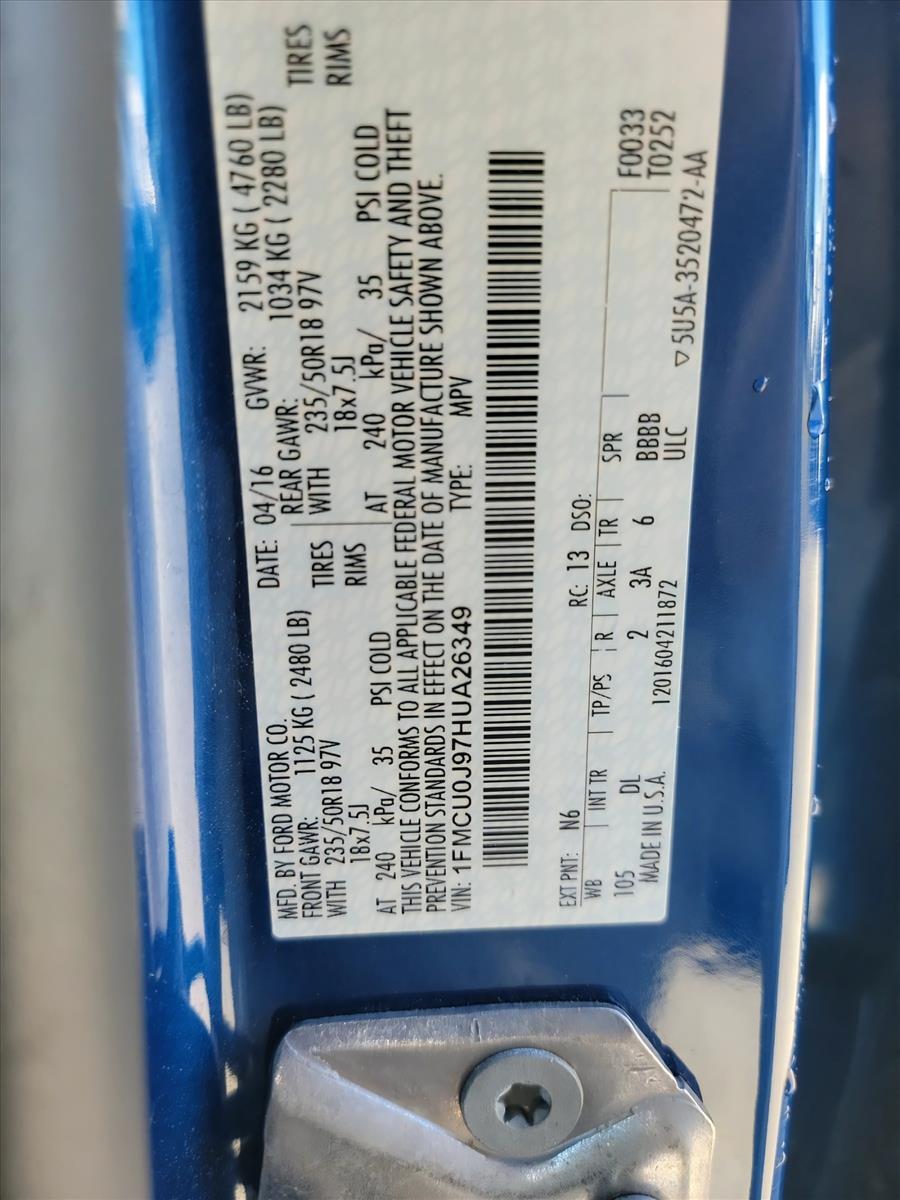 MFD. BY FORD MOTOR CO. DATE: 04/16 GVWR: 2159 KG ( 4760 LB)
FRONT GAWR: 1125 KG ( 2480 LB) REAR GAWR: 1034 KG ( 2280 LB)
WITH 235/50R18 97V TIRES WITH 235/50R18 97V TIRES
18x7.5J RIMS 18x7.5J RIMS
AT 240 kPa/ 35 PSI COLD AT 240 kPa/ 35 PSI COLD
THIS VEHICLE CONFORMS TO ALL APPLICABLE FEDERAL MOTOR VEHICLE SAFETY AND THEFT
PREVENTION STANDARDS IN EFFECT ON THE DATE OF MANUFACTURE SHOWN ABOVE.
VIN: 1FMCU0J97HUA26349 TYPE: MPV
EXT PNT: N6 RC: 13 DSO: F0033
WB INT TR TP/PS R AXLE TR SPR T0252
105 DL 2 3A 6 BBBB
MADE IN U.S.A. 1201604211872 ULC ▽5U5A-3520472-AA